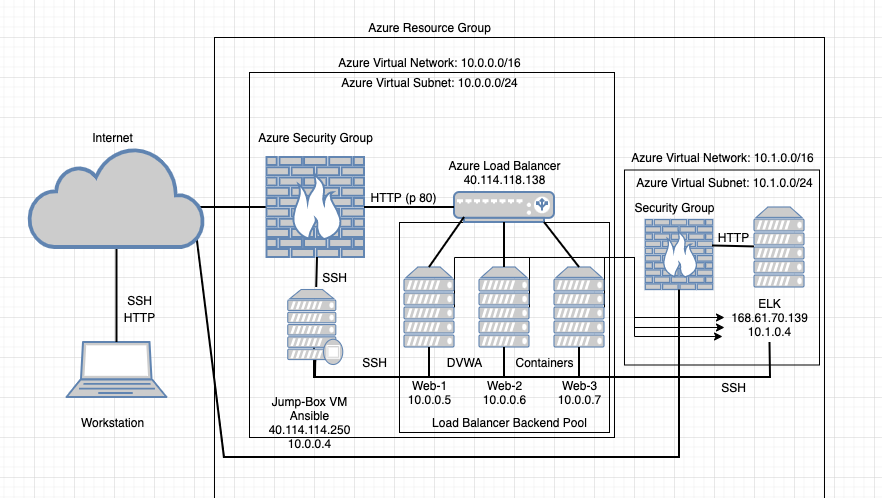 Azure Resource Group
Azure Virtual Network: 10.0.0.0/16
Azure Virtual Subnet: 10.0.0.0/24
Internet
Azure Security Group
Azure Load Balancer
40.114.118.138
HTTP (p 80)
Azure Virtual Network: 10.1.0.0/16
Azure Virtual Subnet: 10.1.0.0/24
Security Group
HTTP
SSH
SSH
HTTP
ELK
168.61.70.139
10.1.0.4
SSH
DVWA
Containers
Web-1
10.0.0.5
Web-2
10.0.0.6
Web-3
10.0.0.7
SSH
Jump-Box VM
Ansible
40.114.114.250
10.0.0.4
Load Balancer Backend Pool
Workstation